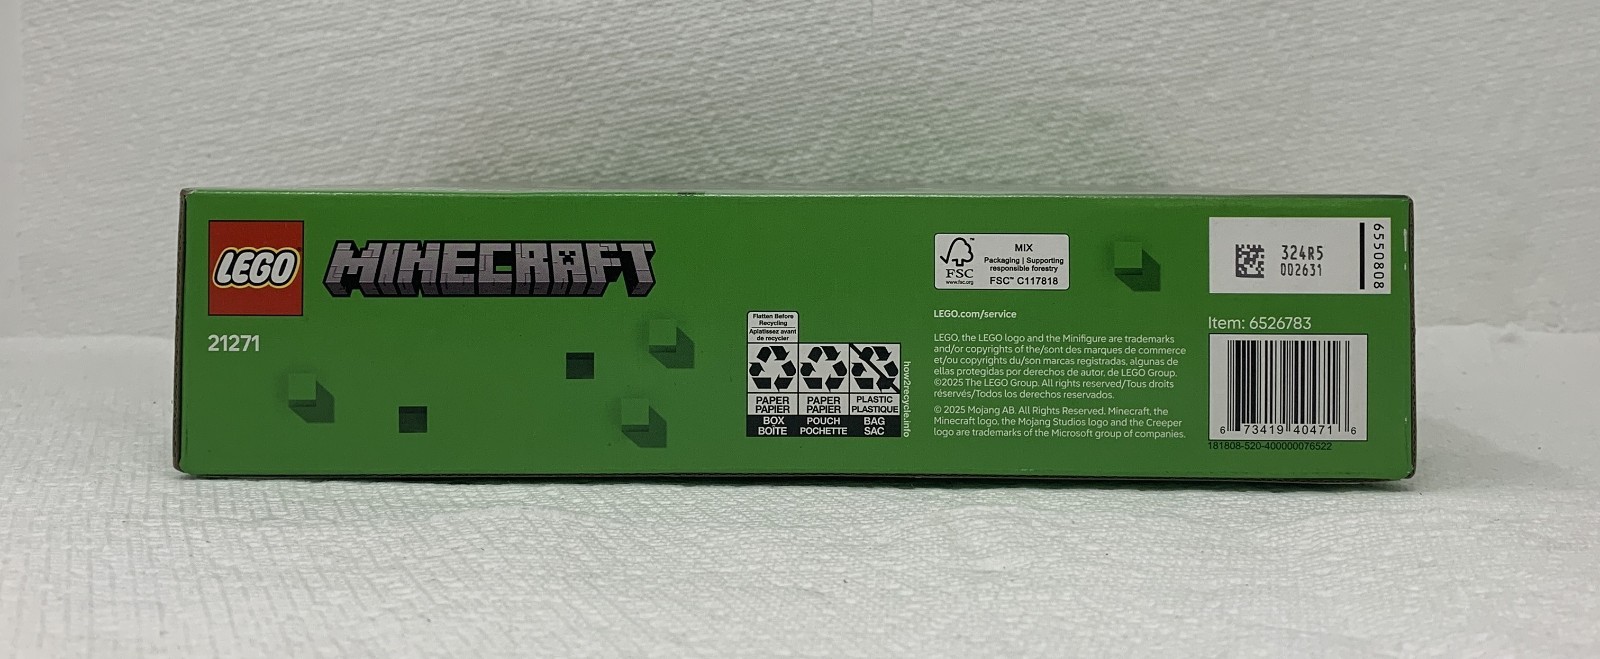 LEGO
MINECRAFT
21271
Flatten Before
Recycling
Aplatissez avant
de recycler
PAPER
PAPIER
BOX
BOÎTE
PAPER
PAPIER
POUCH
POCHETTE
PLASTIC
PLASTIQUE
BAG
SAC
how2recycle.info
FSC
www.fsc.org
MIX
Packaging | Supporting
responsible forestry
FSC™ C117818
LEGO.com/service
LEGO, the LEGO logo and the Minifigure are trademarks
and/or copyrights of the/sont des marques de commerce
et/ou copyrights du/son marcas registradas, algunas de
ellas protegidas por derechos de autor, de LEGO Group.
©2025 The LEGO Group. All rights reserved/Tous droits
réservés/Todos los derechos reservados.
© 2025 Mojang AB. All Rights Reserved. Minecraft, the
Minecraft logo, the Mojang Studios logo and the Creeper
logo are trademarks of the Microsoft group of companies.
324R5
002631
6550808
Item: 6526783
6 73419 40471 6
181808-520-400000076522